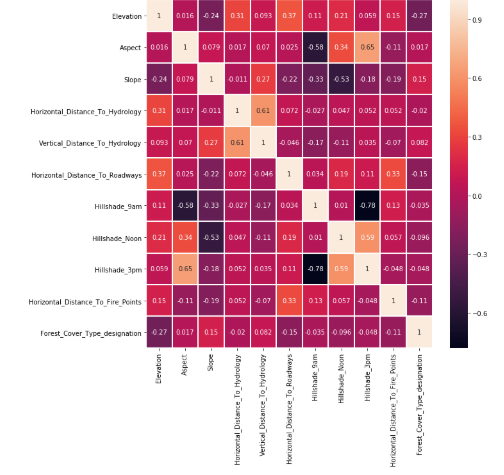 Elevation 1 0.016 -0.24 0.31 0.093 0.37 0.11 0.21 0.059 0.15 -0.27
Aspect 0.016 1 0.079 0.017 0.07 0.025 -0.58 0.34 0.65 -0.11 0.017
Slope -0.24 0.079 1 -0.011 0.27 -0.22 -0.33 -0.53 -0.18 -0.19 0.15
Horizontal_Distance_To_Hydrology 0.31 0.017 -0.011 1 0.61 0.072 -0.027 0.047 0.052 0.052 -0.02
Vertical_Distance_To_Hydrology 0.093 0.07 0.27 0.61 1 -0.046 -0.17 -0.11 0.035 -0.07 0.082
Horizontal_Distance_To_Roadways 0.37 0.025 -0.22 0.072 -0.046 1 0.034 0.19 0.11 0.33 -0.15
Hillshade_9am 0.11 -0.58 -0.33 -0.027 -0.17 0.034 1 0.01 -0.78 0.13 -0.035
Hillshade_Noon 0.21 0.34 -0.53 0.047 -0.11 0.19 0.01 1 0.59 0.057 -0.096
Hillshade_3pm 0.059 0.65 -0.18 0.052 0.035 0.11 -0.78 0.59 1 -0.048 -0.048
Horizontal_Distance_To_Fire_Points 0.15 -0.11 -0.19 0.052 -0.07 0.33 0.13 0.057 -0.048 1 -0.11
Forest_Cover_Type_designation -0.27 0.017 0.15 -0.02 0.082 -0.15 -0.035 -0.096 -0.048 -0.11 1
Elevation
Aspect
Slope
Horizontal_Distance_To_Hydrology
Vertical_Distance_To_Hydrology
Horizontal_Distance_To_Roadways
Hillshade_9am
Hillshade_Noon
Hillshade_3pm
Horizontal_Distance_To_Fire_Points
Forest_Cover_Type_designation
0.9
0.6
0.3
0.0
-0.3
-0.6